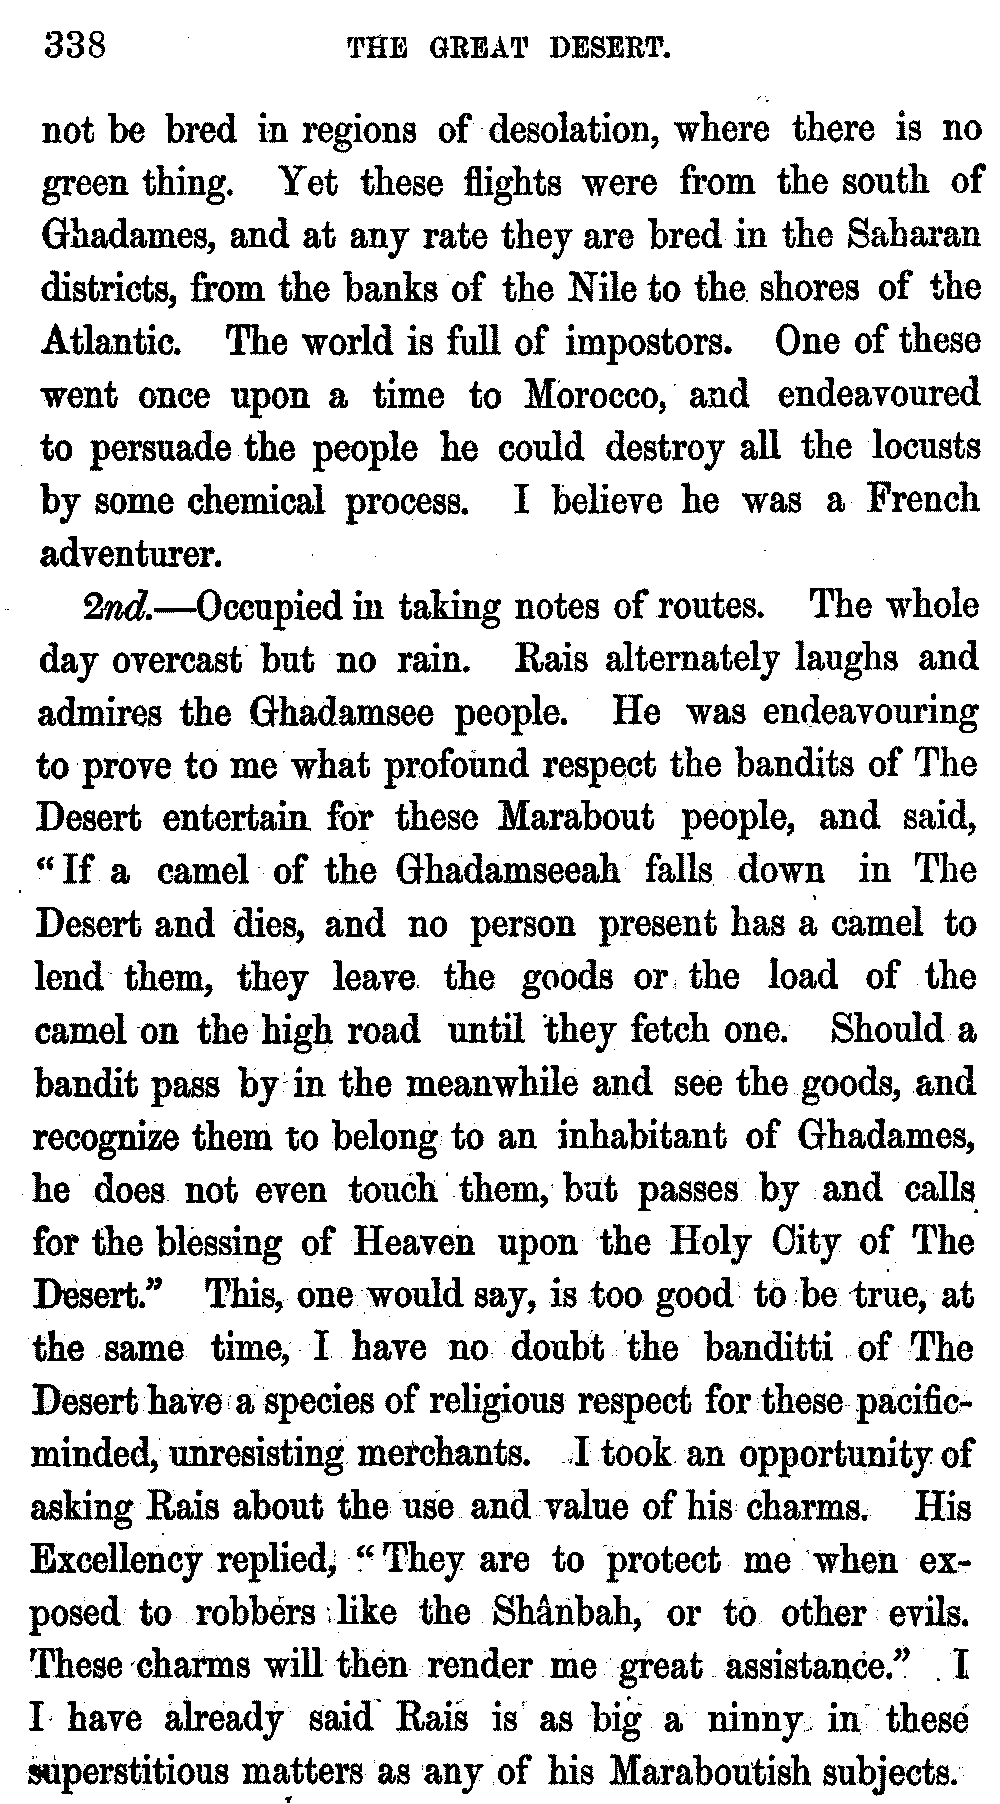 338 THE GREAT DESERT.
not be bred in regions of desolation, where there is no
green thing. Yet these flights were from the south of
Ghadames, and at any rate they are bred in the Saharan
districts, from the banks of the Nile to the shores of the
Atlantic. The world is full of impostors. One of these
went once upon a time to Morocco, and endeavoured
to persuade the people he could destroy all the locusts
by some chemical process. I believe he was a French
adventurer.
2nd.—Occupied in taking notes of routes. The whole
day overcast but no rain. Rais alternately laughs and
admires the Ghadamsee people. He was endeavouring
to prove to me what profound respect the bandits of The
Desert entertain for these Marabout people, and said,
“If a camel of the Ghadamseeah falls down in The
Desert and dies, and no person present has a camel to
lend them, they leave the goods or the load of the
camel on the high road until they fetch one. Should a
bandit pass by in the meanwhile and see the goods, and
recognize them to belong to an inhabitant of Ghadames,
he does not even touch them, but passes by and calls
for the blessing of Heaven upon the Holy City of The
Desert.” This, one would say, is too good to be true, at
the same time, I have no doubt the banditti of The
Desert have a species of religious respect for these pacific-
minded, unresisting merchants. I took an opportunity of
asking Rais about the use and value of his charms. His
Excellency replied, “They are to protect me when ex-
posed to robbers like the Shânbah, or to other evils.
These charms will then render me great assistance.” I
I have already said Rais is as big a ninny in these
superstitious matters as any of his Maraboutish subjects.